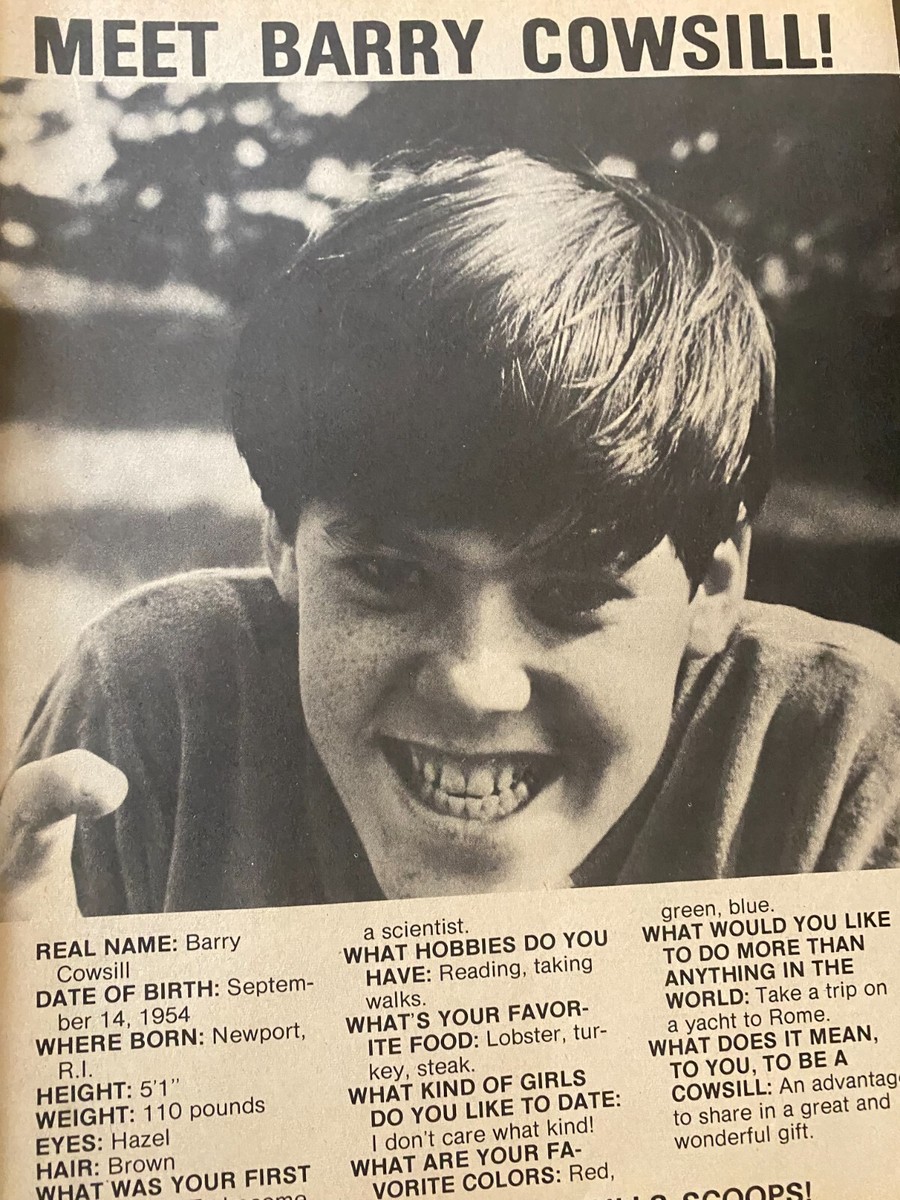 MEET BARRY COWSILL!
REAL NAME: Barry
Cowsill
DATE OF BIRTH: Septem-
ber 14, 1954
WHERE BORN: Newport,
R.I.
HEIGHT: 5'1"
WEIGHT: 110 pounds
EYES: Hazel
HAIR: Brown
WHAT WAS YOUR FIRST
a scientist.
WHAT HOBBIES DO YOU
HAVE: Reading, taking
walks.
WHAT'S YOUR FAVOR-
ITE FOOD: Lobster, tur-
key, steak.
WHAT KIND OF GIRLS
DO YOU LIKE TO DATE:
I don't care what kind!
WHAT ARE YOUR FA-
VORITE COLORS: Red,
green, blue.
WHAT WOULD YOU LIKE
TO DO MORE THAN
ANYTHING IN THE
WORLD: Take a trip on
a yacht to Rome.
WHAT DOES IT MEAN,
TO YOU, TO BE A
COWSILL: An advantag
to share in a great and
wonderful gift.
SCOOPS!